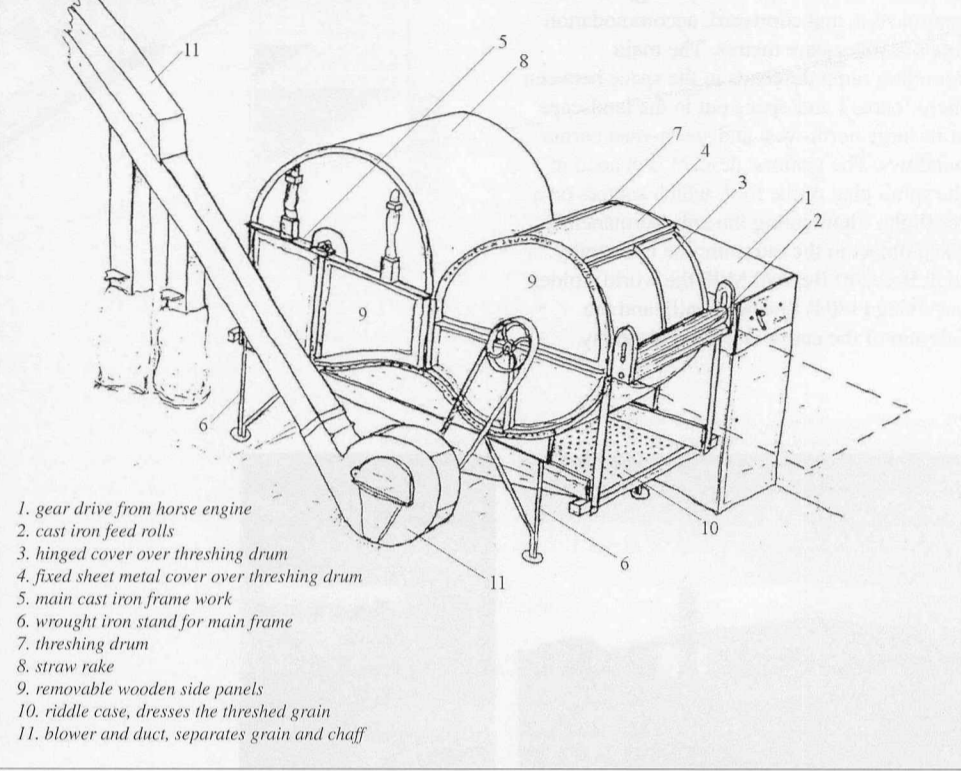 11
5
8
7
4
3
1
2
9
6
10
6
11
1. gear drive from horse engine
2. cast iron feed rolls
3. hinged cover over threshing drum
4. fixed sheet metal cover over threshing drum
5. main cast iron frame work
6. wrought iron stand for main frame
7. threshing drum
8. straw rake
9. removable wooden side panels
10. riddle case, dresses the threshed grain
11. blower and duct, separates grain and chaff